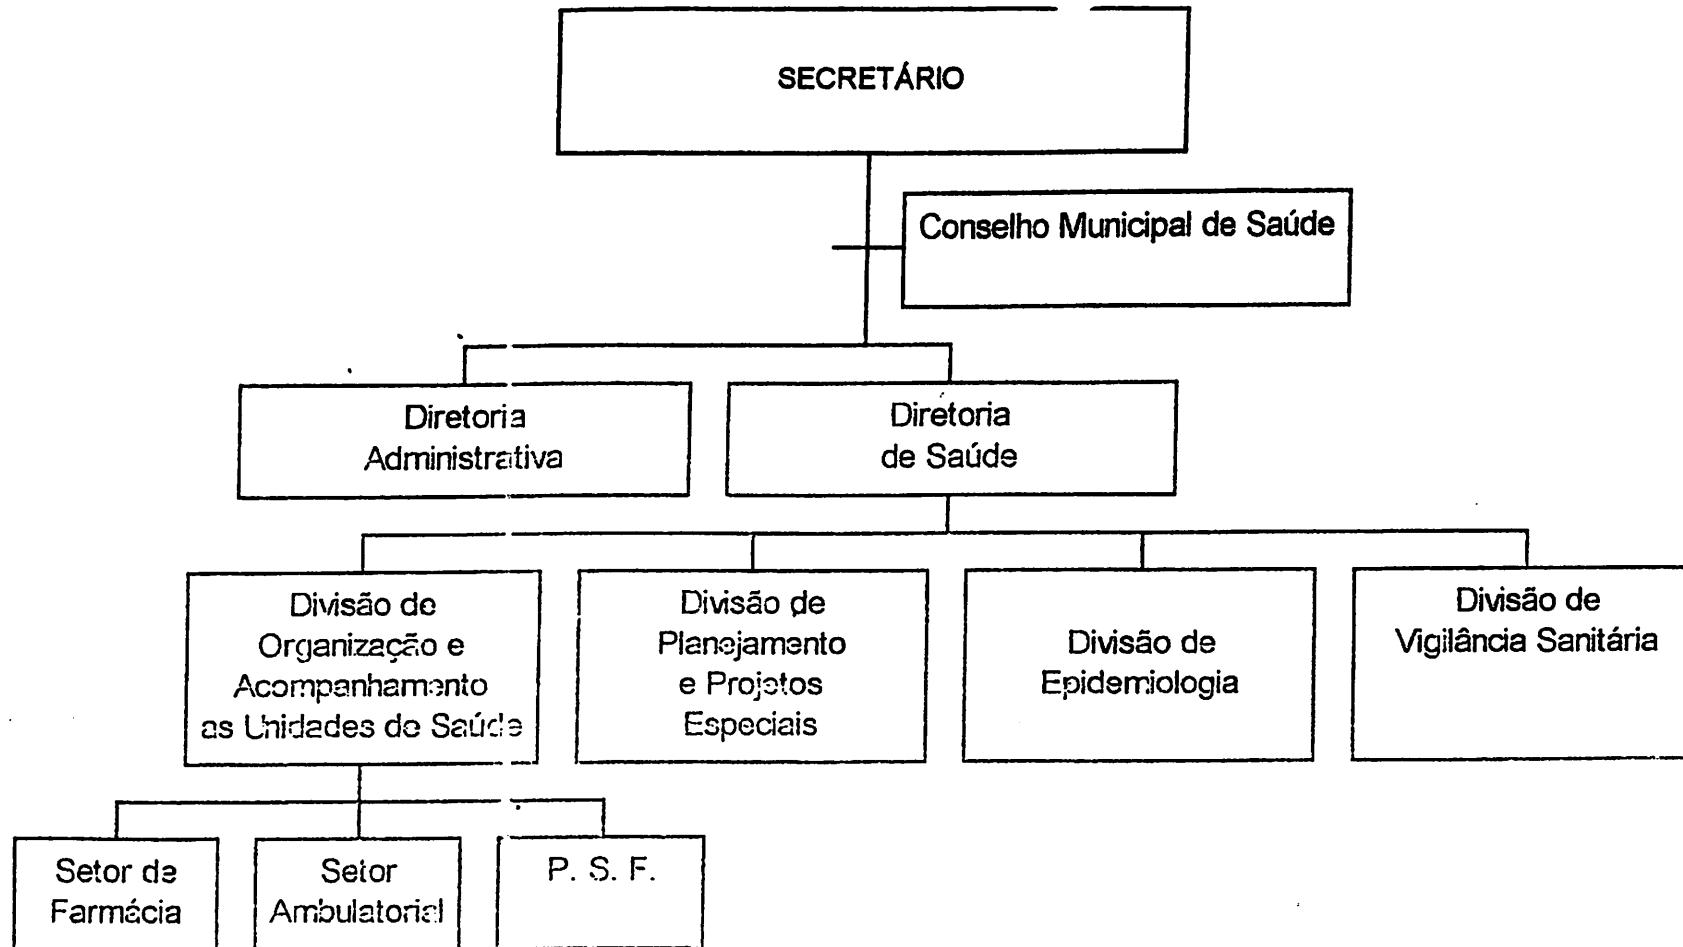 SECRETÁRIO
Conselho Municipal de Saúde
Diretoria
Administrativa
Diretoria
de Saúde
Divisão de
Organização e
Acompanhamento
as Unidades de Saúde
Divisão de
Planejamento
e Projetos
Especiais
Divisão de
Epidemiologia
Divisão de
Vigilância Sanitária
Setor de
Farmácia
Setor
Ambulatorial
P. S. F.